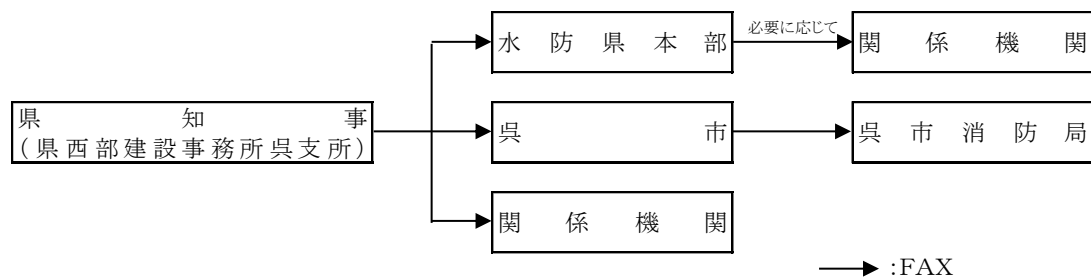 水防県本部
必要に応じて
関係機関
県知事
(県西部建設事務所呉支所)
呉市
呉市消防局
関係機関
:FAX